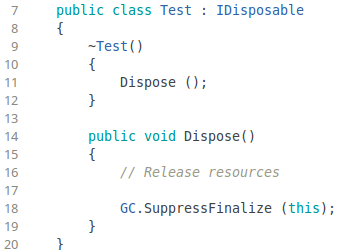 7 public class Test : IDisposable
8 {
9 ~Test()
10 {
11 Dispose ();
12 }
13
14 public void Dispose()
15 {
16 // Release resources
17
18 GC.SuppressFinalize (this);
19 }
20 }